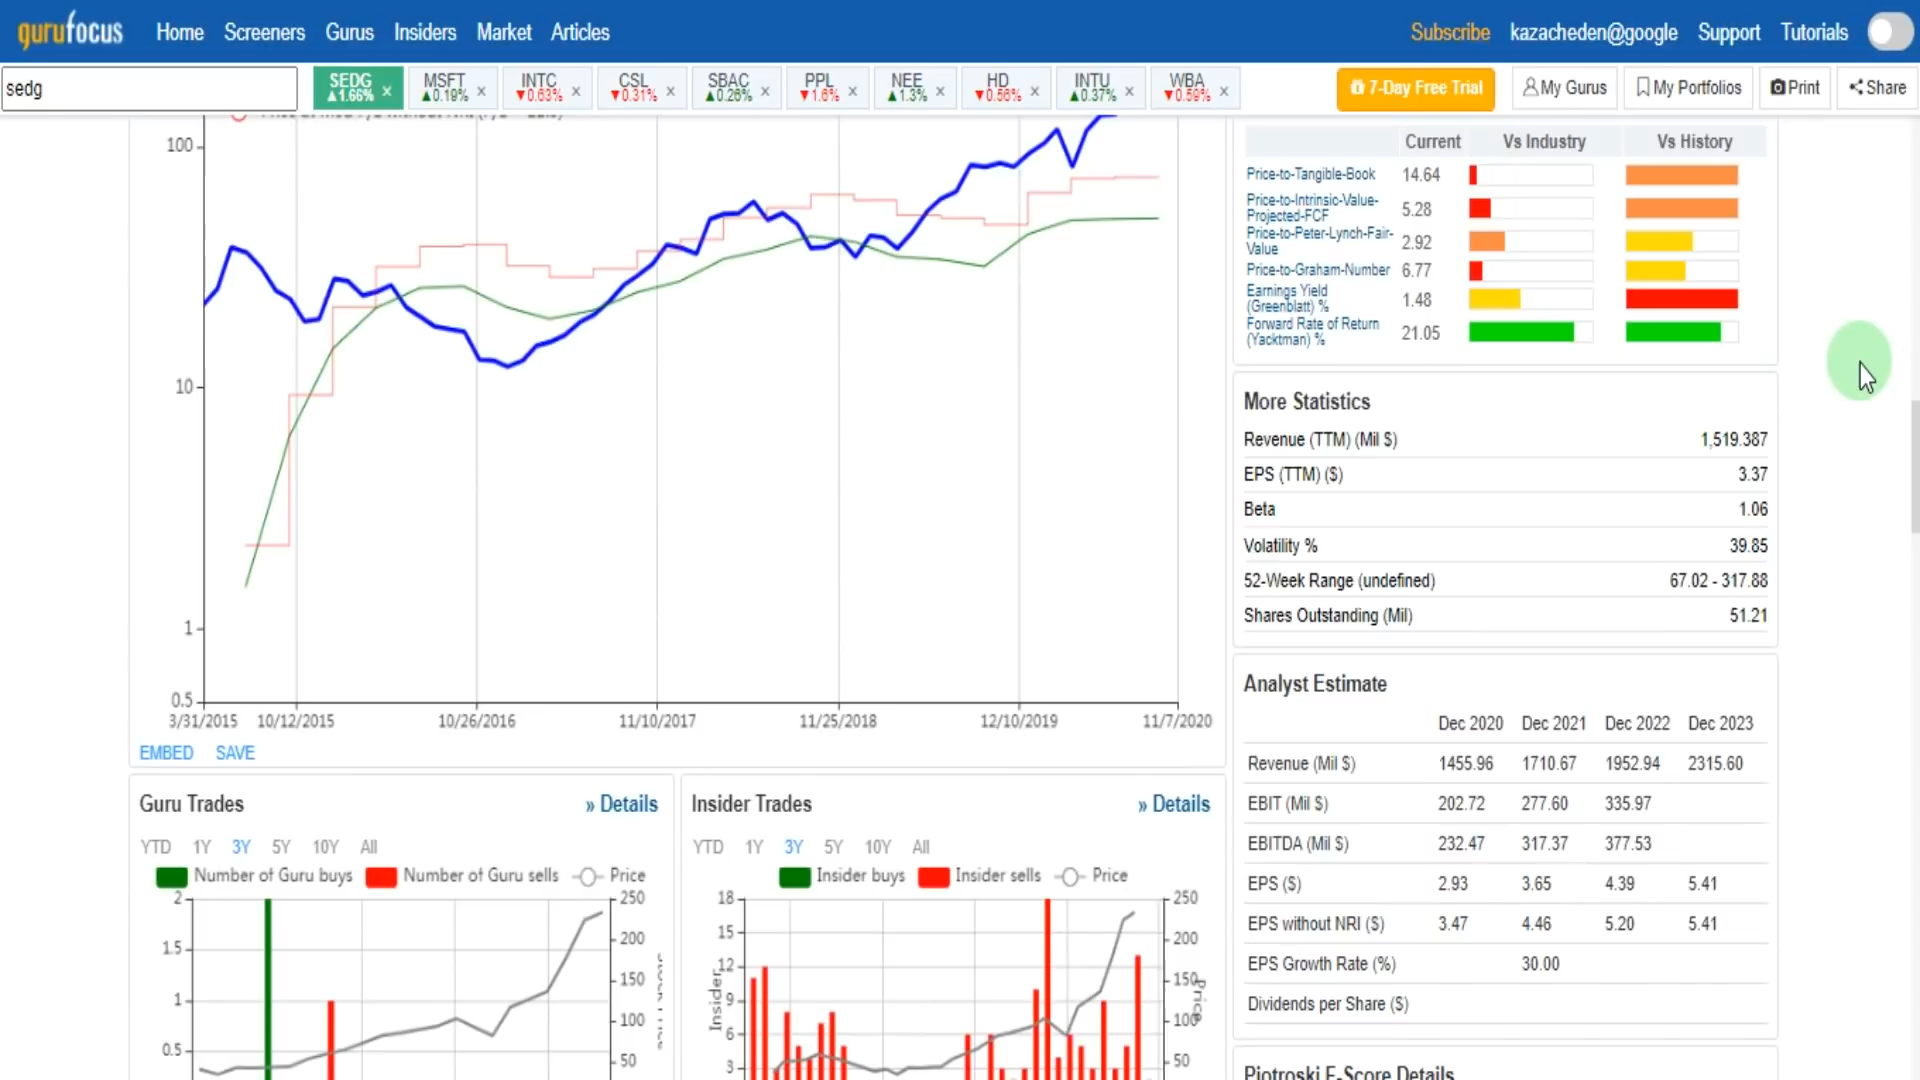 gurufocus Home Screeners Gurus Insiders Market Articles Subscribe kazacheden@google Support Tutorials
sedg
SEDG ▲1.66% ×
MSFT ▲0.19% ×
INTC ▼0.63% ×
CSL ▼0.31% ×
SBAC ▲0.26% ×
PPL ▼1.6% ×
NEE ▲1.3% ×
HD ▼0.56% ×
INTU ▲0.37% ×
WBA ▼0.59% ×
7-Day Free Trial My Gurus My Portfolios Print Share
100
10
1
0.5
3/31/2015 10/12/2015 10/26/2016 11/10/2017 11/25/2018 12/10/2019 11/7/2020
EMBED SAVE
Current Vs Industry Vs History
Price-to-Tangible-Book 14.64
Price-to-Intrinsic-Value-
Projected-FCF 5.28
Price-to-Peter-Lynch-Fair-
Value 2.92
Price-to-Graham-Number 6.77
Earnings Yield
(Greenblatt) % 1.48
Forward Rate of Return
(Yacktman) % 21.05
More Statistics
Revenue (TTM) (Mil $) 1,519.387
EPS (TTM) ($) 3.37
Beta 1.06
Volatility % 39.85
52-Week Range (undefined) 67.02 - 317.88
Shares Outstanding (Mil) 51.21
Analyst Estimate
Dec 2020 Dec 2021 Dec 2022 Dec 2023
Revenue (Mil $) 1455.96 1710.67 1952.94 2315.60
EBIT (Mil $) 202.72 277.60 335.97
EBITDA (Mil $) 232.47 317.37 377.53
EPS ($) 2.93 3.65 4.39 5.41
EPS without NRI ($) 3.47 4.46 5.20 5.41
EPS Growth Rate (%) 30.00
Dividends per Share ($)
Piotroski F-Score Details
Guru Trades » Details
YTD 1Y 3Y 5Y 10Y All
Number of Guru buys Number of Guru sells Price
2
1.5
1
0.5
250
200
150
100
50
Insider Trades » Details
YTD 1Y 3Y 5Y 10Y All
Insider buys Insider sells Price
18
15
12
9
6
3
Insider
250
200
150
100
50
Price